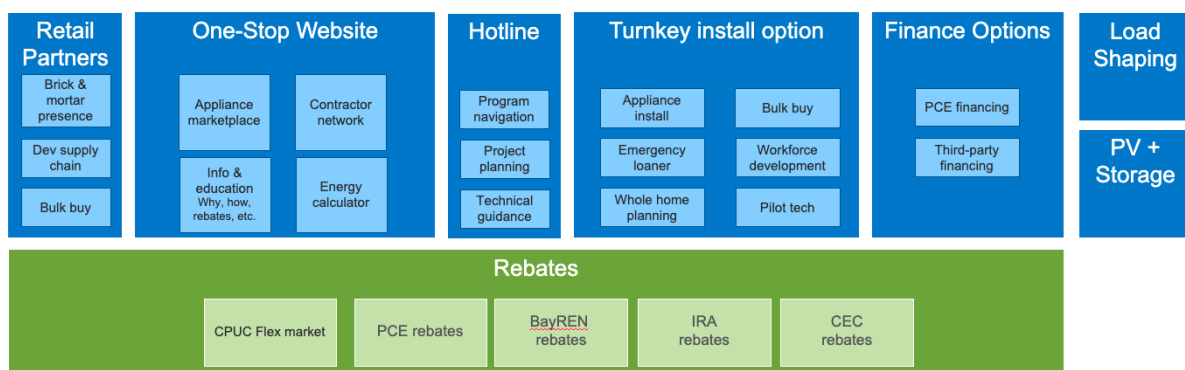 Retail
Partners
Brick &
mortar
presence
Dev supply
chain
Bulk buy
One-Stop Website
Appliance
marketplace
Contractor
network
Info &
education
Why, how,
rebates, etc.
Energy
calculator
Hotline
Program
navigation
Project
planning
Technical
guidance
Turnkey install option
Appliance
install
Bulk buy
Emergency
loaner
Workforce
development
Whole home
planning
Pilot tech
Finance Options
PCE financing
Third-party
financing
Load
Shaping
PV +
Storage
Rebates
CPUC Flex market
PCE rebates
BayREN
rebates
IRA
rebates
CEC
rebates